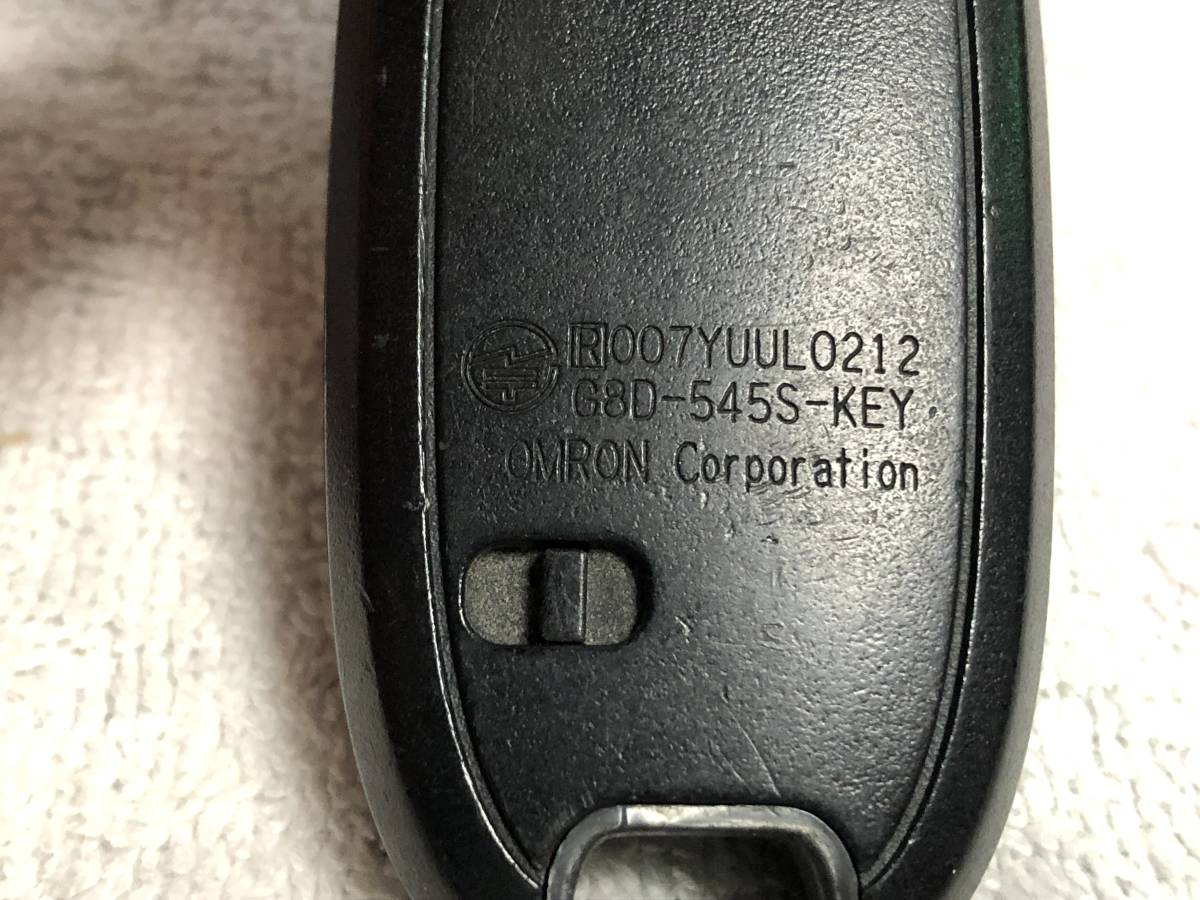 R007YUUL0212
G8D-545S-KEY
OMRON Corporation